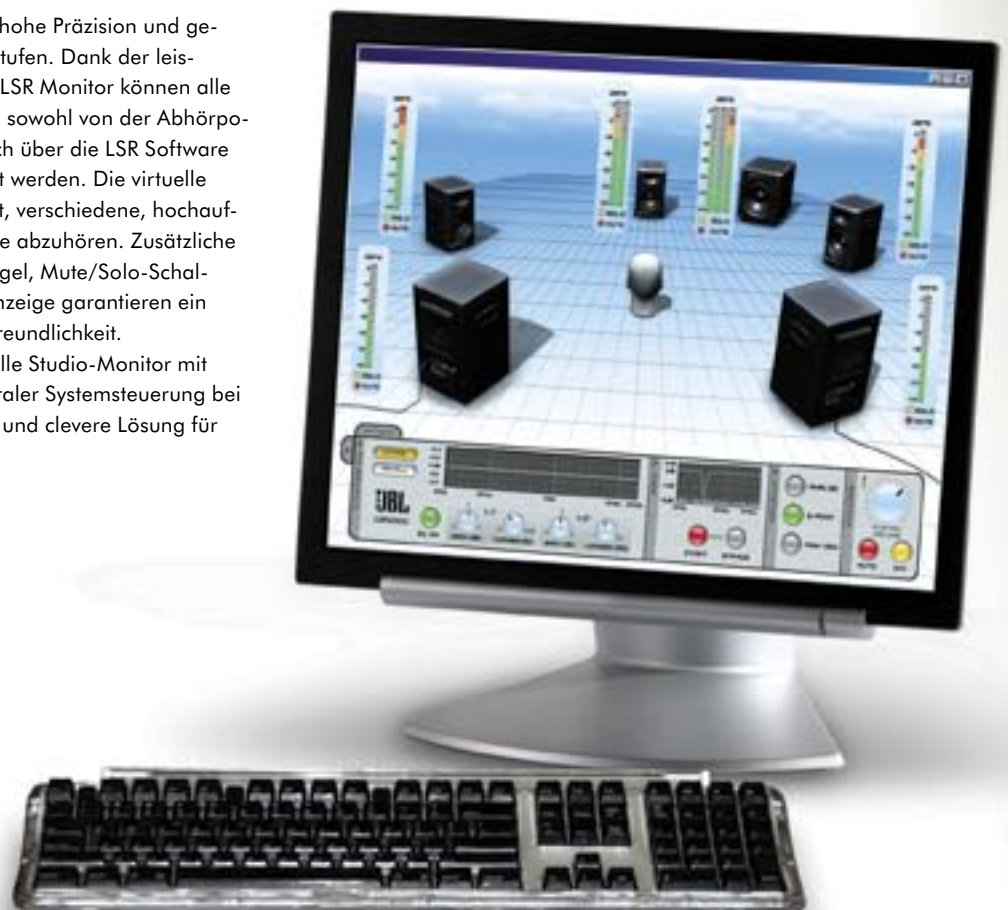 hohe Präzision und ge-
tufen. Dank der leis-
LSR Monitor können alle
sowohl von der Abhörpo-
ch über die LSR Software
t werden. Die virtuelle
t, verschiedene, hochauf-
e abzuhören. Zusätzliche
gel, Mute/Solo-Schal-
nzeige garantieren ein
reundlichkeit.
lle Studio-Monitor mit
raler Systemsteuerung bei
und clevere Lösung für
JBL